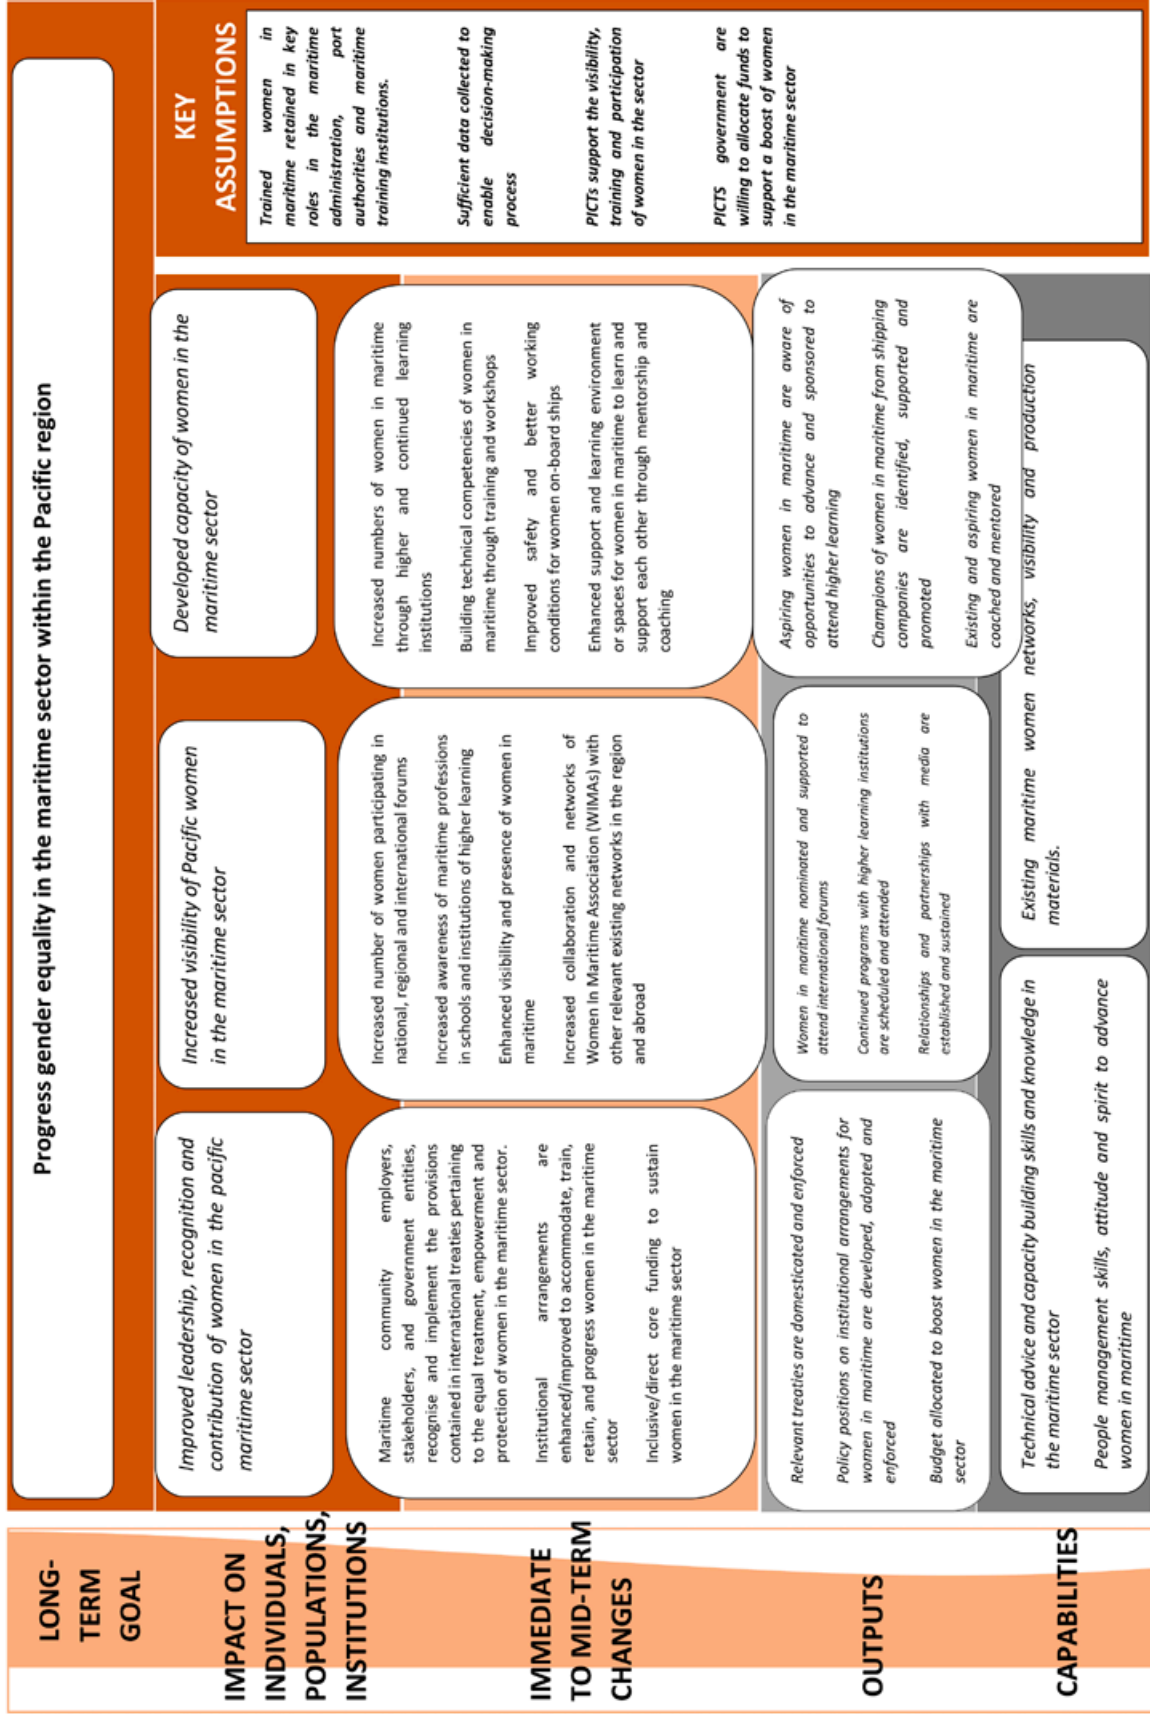 Progress gender equality in the maritime sector within the Pacific region
LONG-
TERM
GOAL
IMPACT ON
INDIVIDUALS,
POPULATIONS,
INSTITUTIONS
Improved leadership, recognition and
contribution of women in the pacific
maritime sector
Increased visibility of Pacific women
in the maritime sector
Developed capacity of women in the
maritime sector
IMMEDIATE
TO MID-TERM
CHANGES
Maritime community employers,
stakeholders, and government entities,
recognise and implement the provisions
contained in international treaties pertaining
to the equal treatment, empowerment and
protection of women in the maritime sector.
Institutional arrangements are
enhanced/improved to accommodate, train,
retain, and progress women in the maritime
sector
Inclusive/direct core funding to sustain
women in the maritime sector
Increased number of women participating in
national, regional and international forums
Increased awareness of maritime professions
in schools and institutions of higher learning
Enhanced visibility and presence of women in
maritime
Increased collaboration and networks of
Women In Maritime Association (WIMAs) with
other relevant existing networks in the region
and abroad
Increased numbers of women in maritime
through higher and continued learning
institutions
Building technical competencies of women in
maritime through training and workshops
Improved safety and better working
conditions for women on-board ships
Enhanced support and learning environment
or spaces for women in maritime to learn and
support each other through mentorship and
coaching
OUTPUTS
Relevant treaties are domesticated and enforced
Policy positions on institutional arrangements for
women in maritime are developed, adopted and
enforced
Budget allocated to boost women in the maritime
sector
Women in maritime nominated and supported to
attend international forums
Continued programs with higher learning institutions
are scheduled and attended
Relationships and partnerships with media are
established and sustained
Aspiring women in maritime are aware of
opportunities to advance and sponsored to
attend higher learning
Champions of women in maritime from shipping
companies are identified, supported and
promoted
Existing and aspiring women in maritime are
coached and mentored
CAPABILITIES
Technical advice and capacity building skills and knowledge in
the maritime sector
People management skills, attitude and spirit to advance
women in maritime
Existing maritime women networks, visibility and production
materials.
KEY
ASSUMPTIONS
Trained women in
maritime retained in key
roles in the maritime
administration, port
authorities and maritime
training institutions.
Sufficient data collected to
enable decision-making
process
PICTs support the visibility,
training and participation
of women in the sector
PICTS government are
willing to allocate funds to
support a boost of women
in the maritime sector